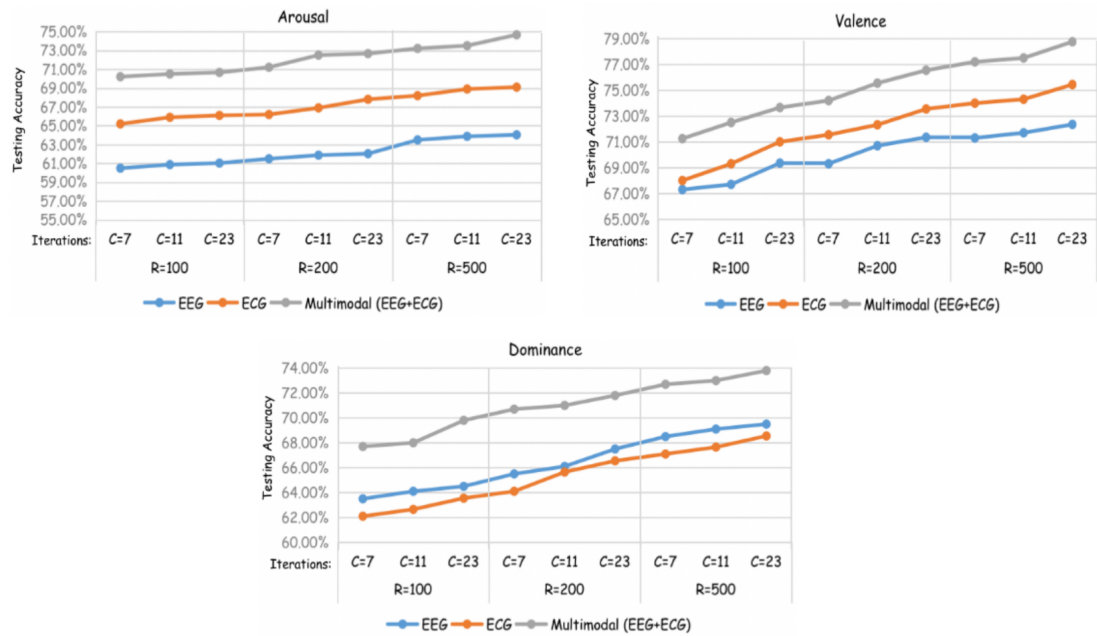 Arousal
Testing Accuracy
75.00%
73.00%
71.00%
69.00%
67.00%
65.00%
63.00%
61.00%
59.00%
57.00%
55.00%
Iterations: C=7 C=11 C=23 C=7 C=11 C=23 C=7 C=11 C=23
R=100 R=200 R=500
EEG ECG Multimodal (EEG+ECG)
Valence
Testing Accuracy
79.00%
77.00%
75.00%
73.00%
71.00%
69.00%
67.00%
65.00%
Iterations: C=7 C=11 C=23 C=7 C=11 C=23 C=7 C=11 C=23
R=100 R=200 R=500
EEG ECG Multimodal (EEG+ECG)
Dominance
Testing Accuracy
74.00%
72.00%
70.00%
68.00%
66.00%
64.00%
62.00%
60.00%
Iterations: C=7 C=11 C=23 C=7 C=11 C=23 C=7 C=11 C=23
R=100 R=200 R=500
EEG ECG Multimodal (EEG+ECG)